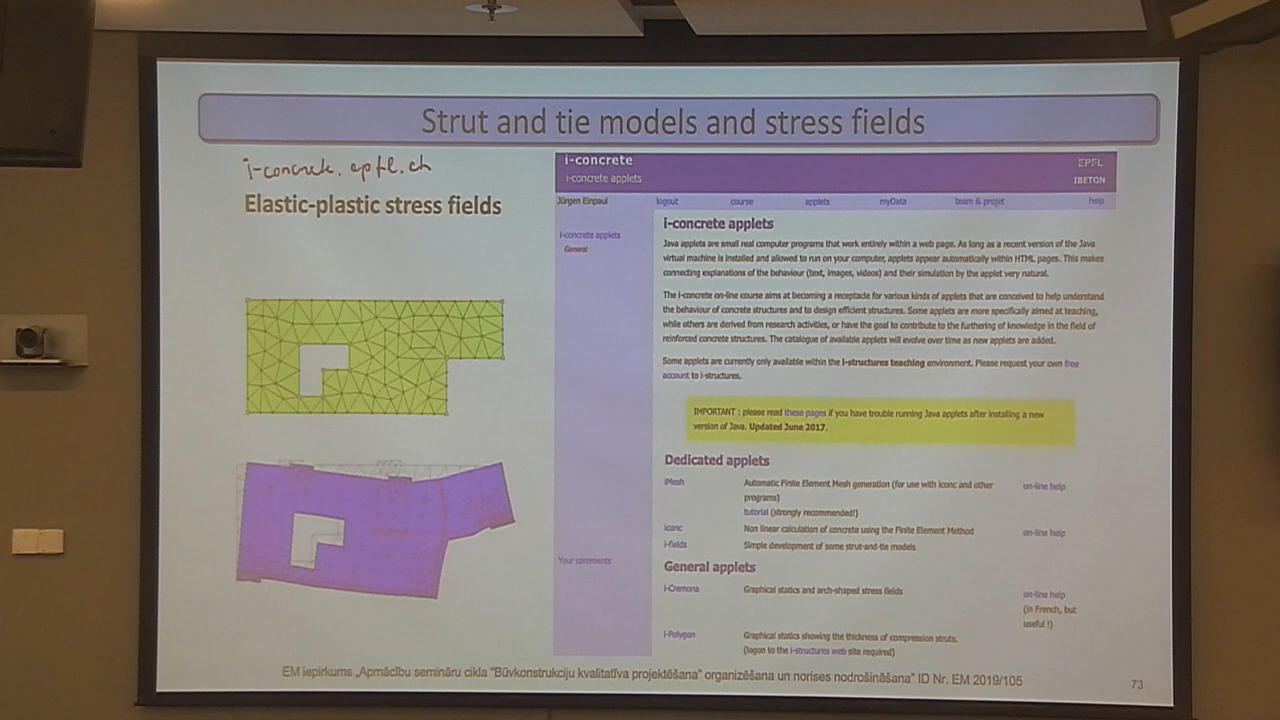 Strut and tie models and stress fields
i-concrete.epfl.ch
Elastic-plastic stress fields
i-concrete
EPFL
i-concrete applets
IBETON
Jürgen Einpaul
logout
course
applets
myData
team & projet
help
i-concrete applets
General
i-concrete applets
Java applets are small real computer programs that work entirely within a web page. As long as a recent version of the Java
virtual machine is installed and allowed to run on your computer, applets appear automatically within HTML pages. This makes
connecting explanations of the behaviour (text, images, videos) and their simulation by the applet very natural.
The i-concrete on-line course aims at becoming a receptacle for various kinds of applets that are conceived to help understand
the behaviour of concrete structures and to design efficient structures. Some applets are more specifically aimed at teaching,
while others are derived from research activities, or have the goal to contribute to the furthering of knowledge in the field of
reinforced concrete structures. The catalogue of available applets will evolve over time as new applets are added.
Some applets are currently only available within the i-structures teaching environment. Please request your own free
account to i-structures.
IMPORTANT : please read these pages if you have trouble running Java applets after installing a new
version of Java. Updated June 2017.
Dedicated applets
iMesh
Automatic Finite Element Mesh generation (for use with iconc and other
programs)
on-line help
tutorial (strongly recommended!)
iconc
Non linear calculation of concrete using the Finite Element Method
on-line help
i-fields
Simple development of some strut-and-tie models
Your comments
General applets
i-Cremona
Graphical statics and arch-shaped stress fields
on-line help
(in French, but
useful !)
i-Polygon
Graphical statics showing the thickness of compression struts.
(logon to the i-structures web site required)
EM iepirkums „Apmācību semināru cikla "Būvkonstrukciju kvalitatīva projektēšana" organizēšana un norises nodrošināšana" ID Nr. EM 2019/105
73